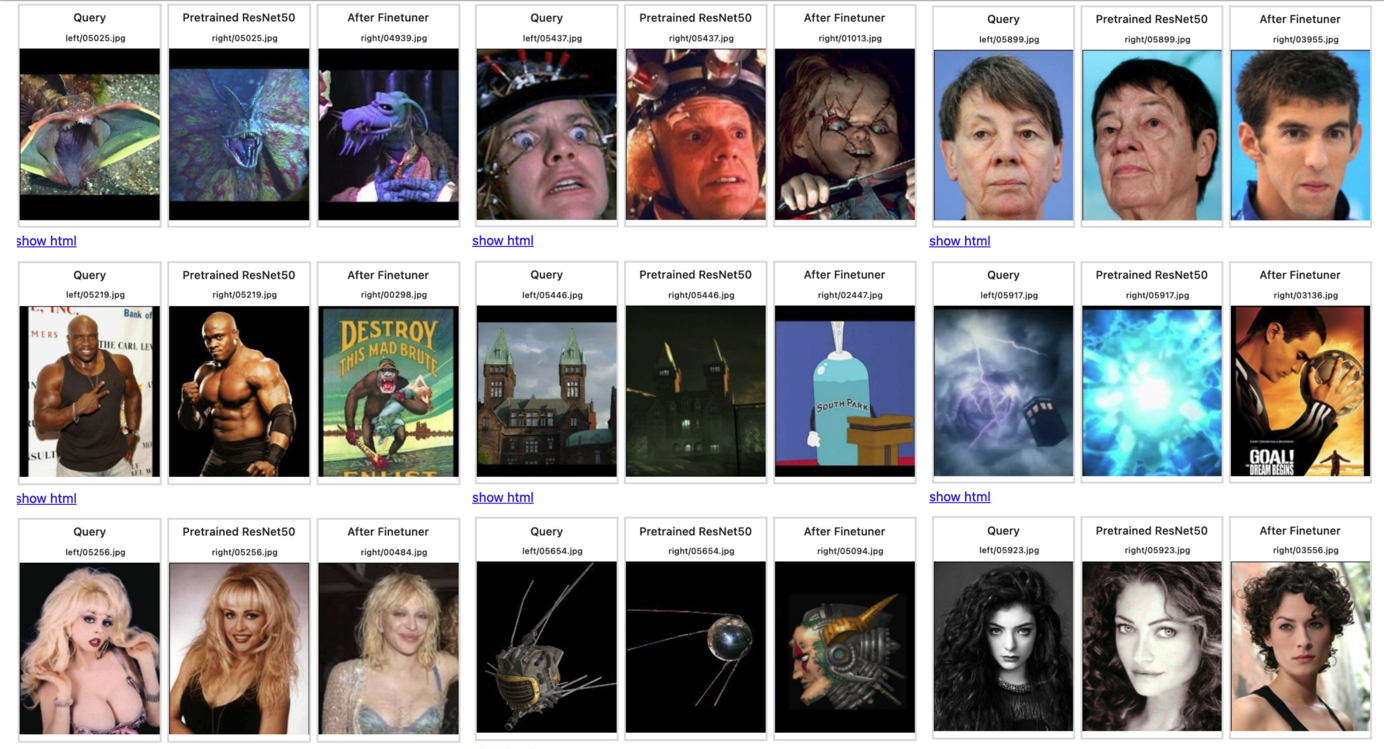 Query
left/05025.jpg
Pretrained ResNet50
right/05025.jpg
After Finetuner
right/04939.jpg
show html
Query
left/05437.jpg
Pretrained ResNet50
right/05437.jpg
After Finetuner
right/01013.jpg
show html
Query
left/05899.jpg
Pretrained ResNet50
right/05899.jpg
After Finetuner
right/03955.jpg
show html
Query
left/05219.jpg
Bank of
MERS
THE CARL LEW
Pretrained ResNet50
right/05219.jpg
After Finetuner
right/00298.jpg
DESTROY
THIS MAD BRUTE
ENLIST
show html
Query
left/05446.jpg
Pretrained ResNet50
right/05446.jpg
After Finetuner
right/02447.jpg
SOUTH PARK
show html
Query
left/05917.jpg
Pretrained ResNet50
right/05917.jpg
After Finetuner
right/03136.jpg
GOAL!
THE DREAM BEGINS
show html
Query
left/05256.jpg
Pretrained ResNet50
right/05256.jpg
After Finetuner
right/00484.jpg
Query
left/05654.jpg
Pretrained ResNet50
right/05654.jpg
After Finetuner
right/05094.jpg
Query
left/05923.jpg
Pretrained ResNet50
right/05923.jpg
After Finetuner
right/03556.jpg